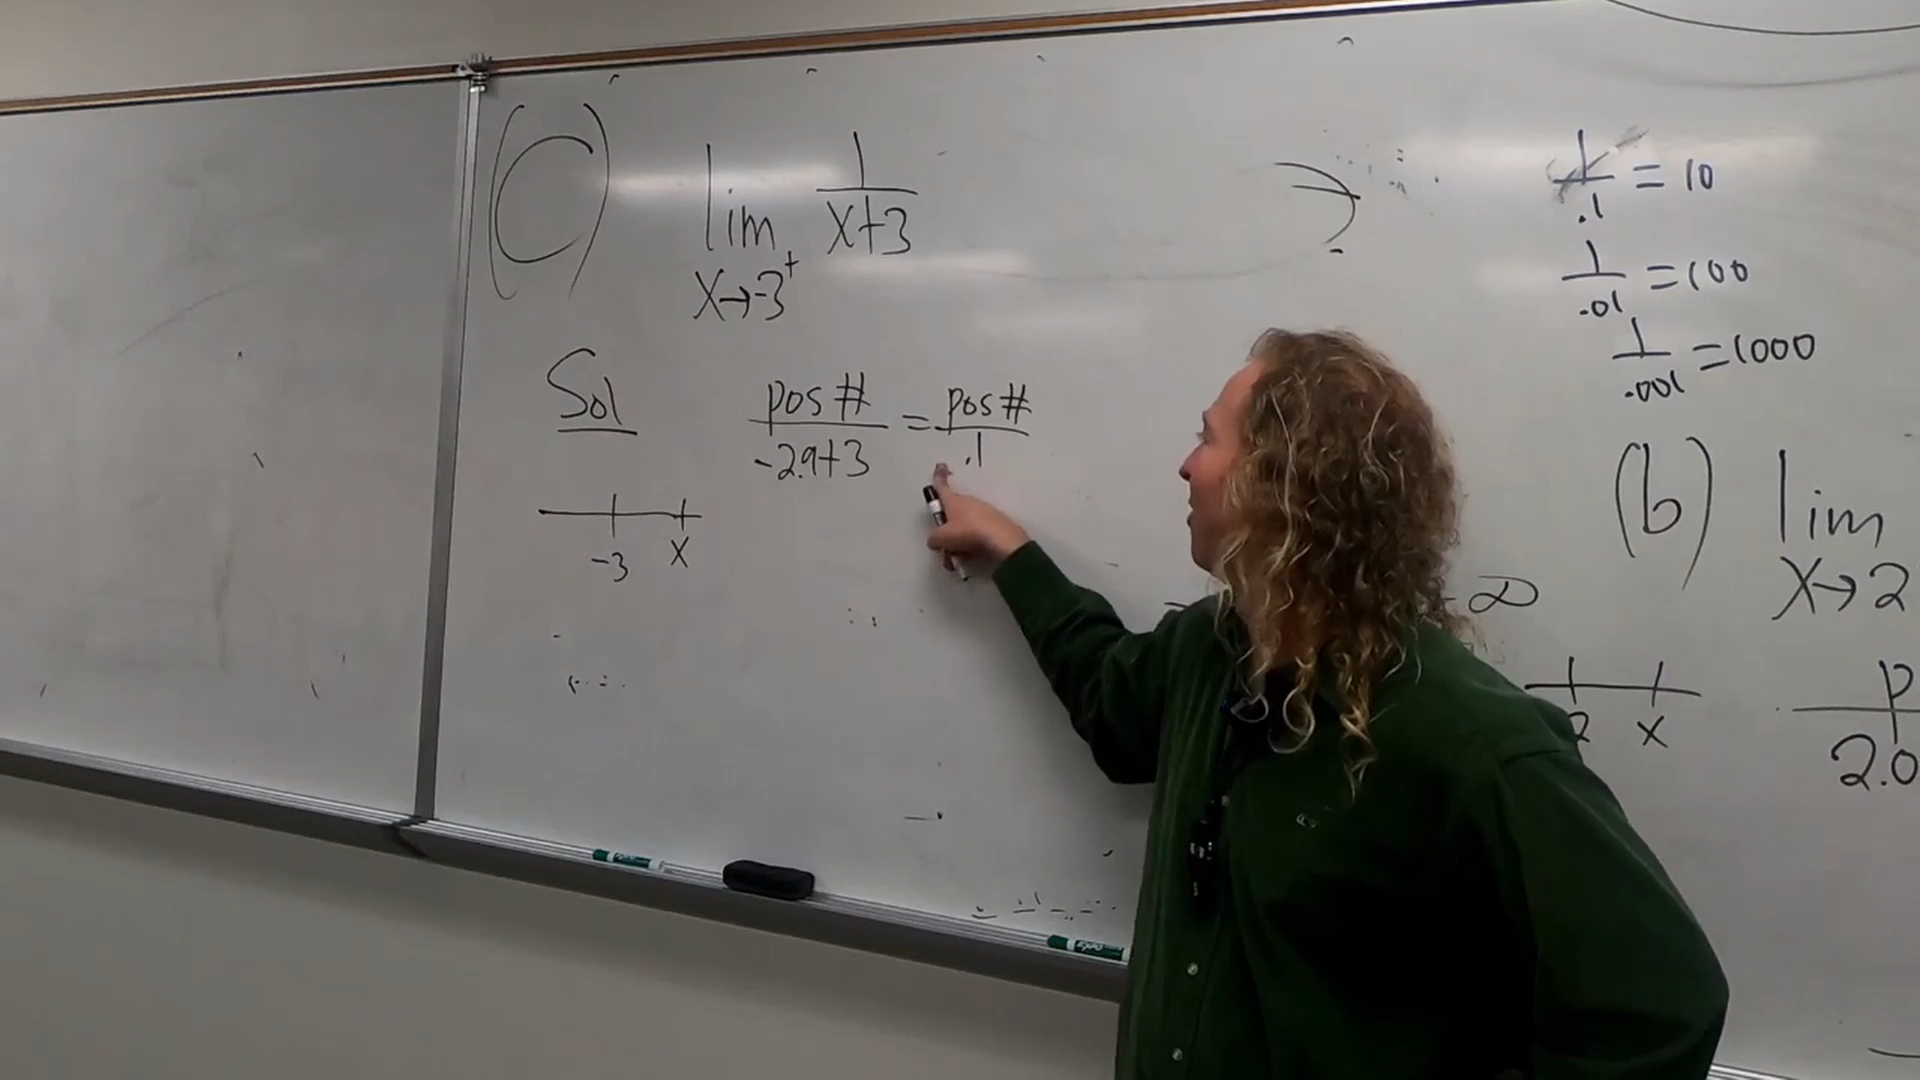 (C) lim 1/(x+3)
x→-3⁺
Sol
pos#/(-2.9+3) = pos#/.1
-3 x
1/.1 = 10
1/.01 = 100
1/.001 = 1000
(b) lim
x→2
-∞
2 x
2.0